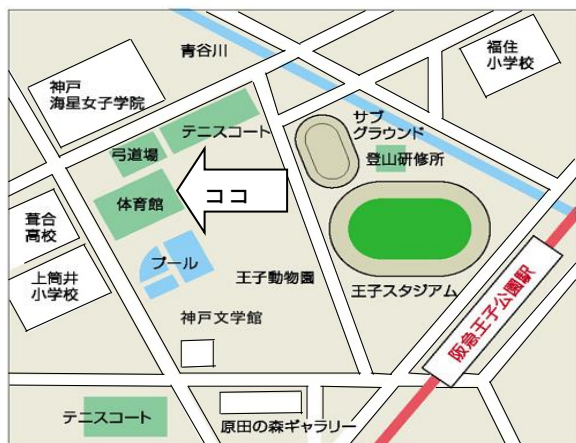 青谷川
福住
小学校
神戸
海星女子学院
テニスコート
サブ
グラウンド
弓道場
登山研修所
体育館
ココ
葺合
高校
プール
上筒井
小学校
王子動物園
王子スタジアム
阪急王子公園駅
神戸文学館
テニスコート
原田の森ギャラリー